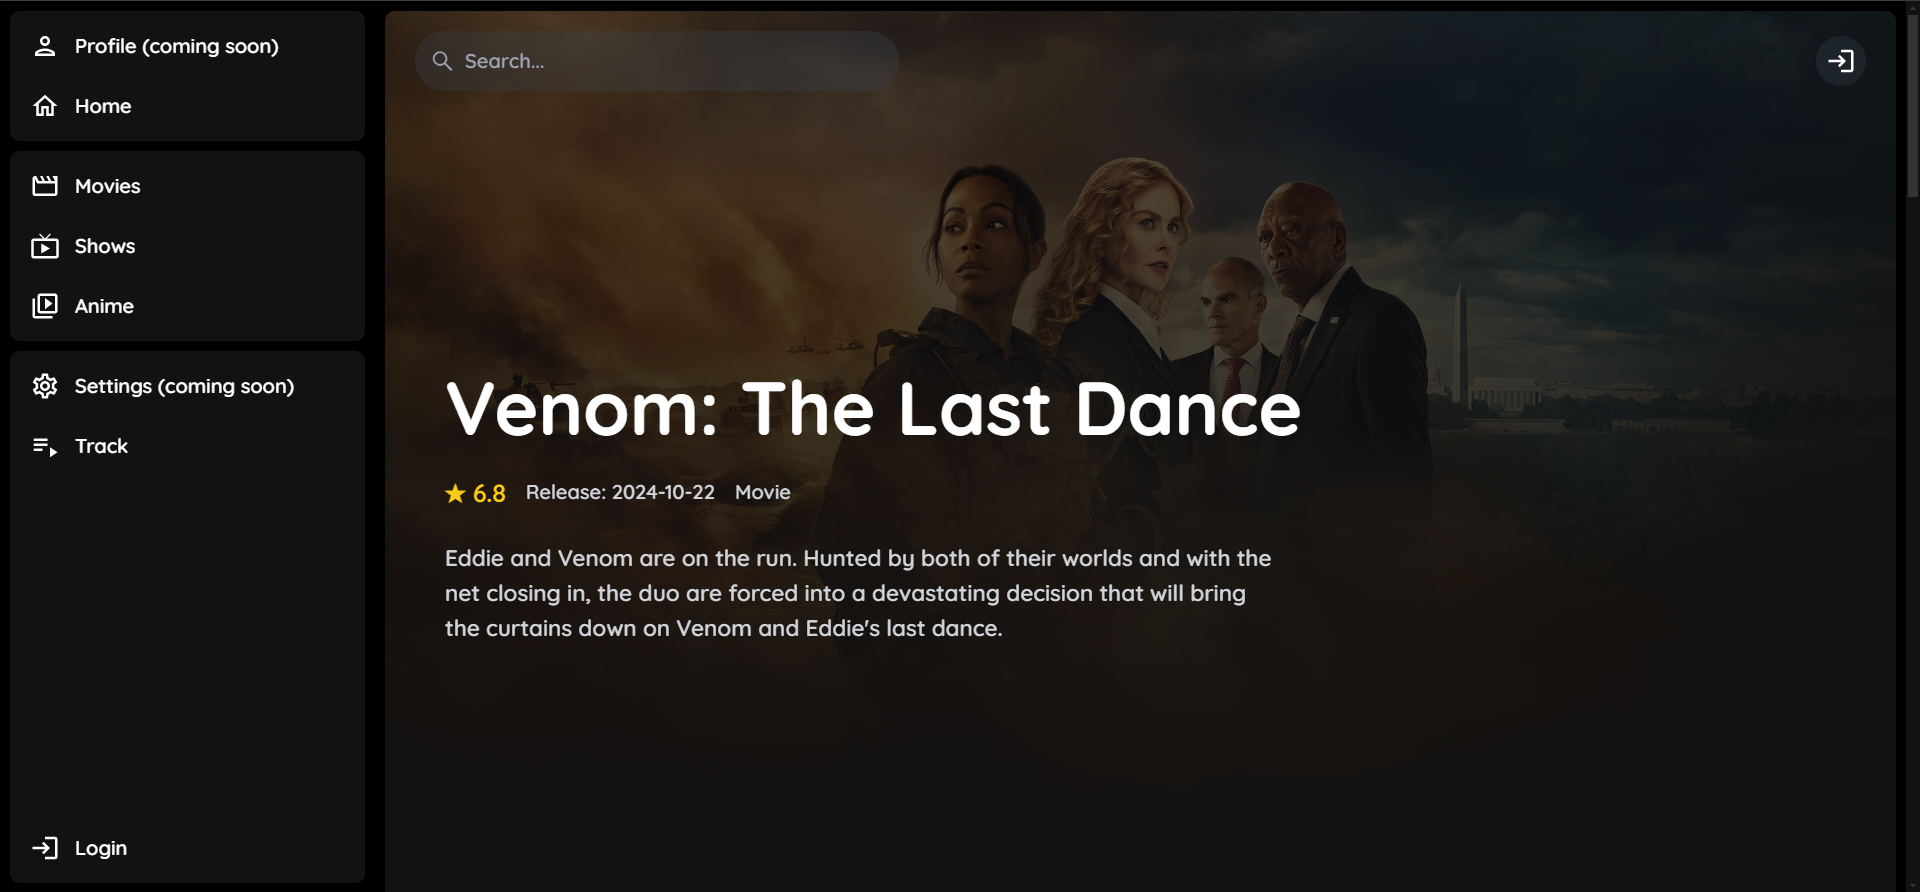 Profile (coming soon)
Home
Movies
Shows
Anime
Settings (coming soon)
Track
Login
Search...
Venom: The Last Dance
6.8 Release: 2024-10-22 Movie
Eddie and Venom are on the run. Hunted by both of their worlds and with the
net closing in, the duo are forced into a devastating decision that will bring
the curtains down on Venom and Eddie's last dance.